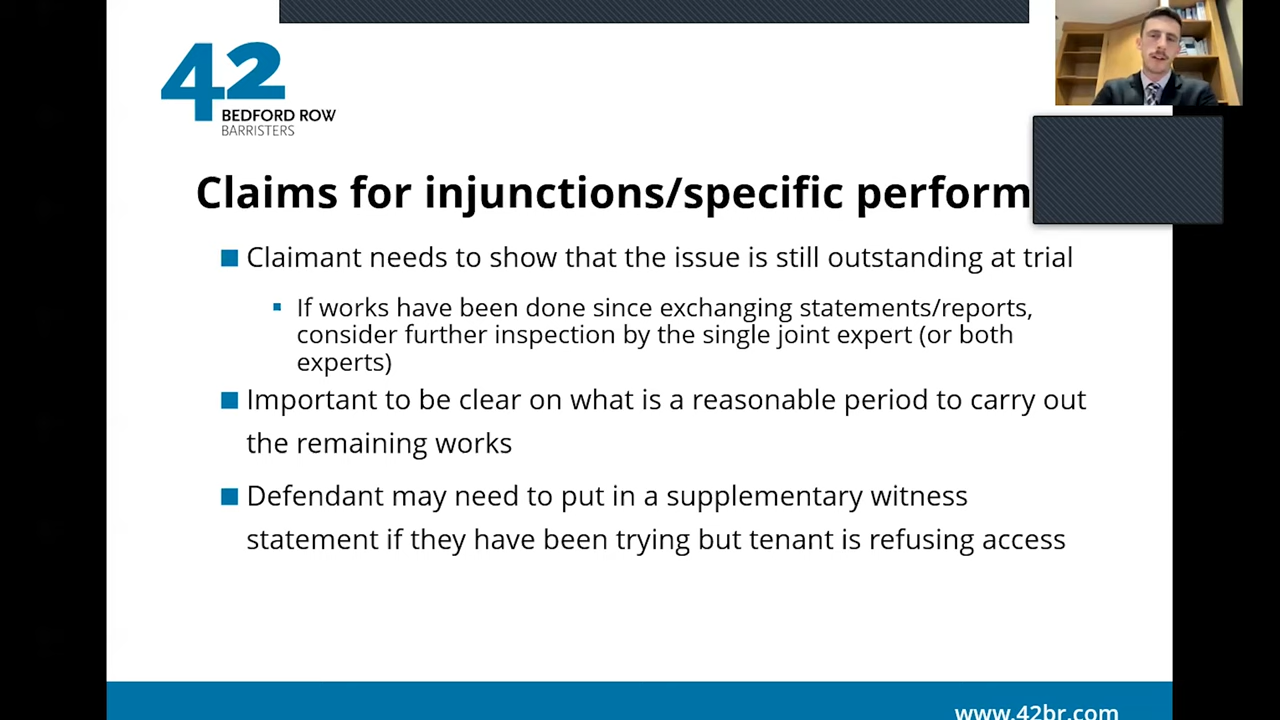 42
BEDFORD ROW
BARRISTERS
Claims for injunctions/specific perform
Claimant needs to show that the issue is still outstanding at trial
If works have been done since exchanging statements/reports,
consider further inspection by the single joint expert (or both
experts)
Important to be clear on what is a reasonable period to carry out
the remaining works
Defendant may need to put in a supplementary witness
statement if they have been trying but tenant is refusing access
www.42br.com